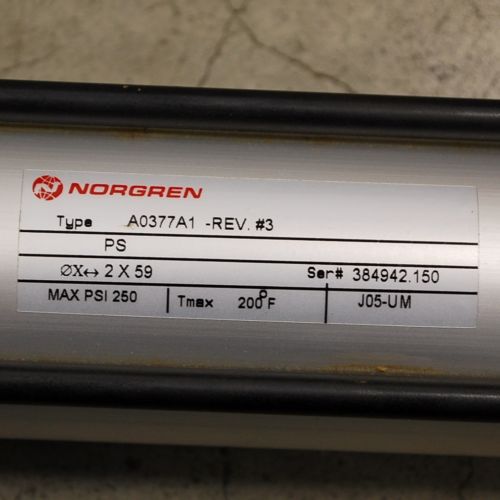 NORGREN
Type A0377A1 -REV. #3
PS
ØX↔ 2 X 59 Ser# 384942.150
MAX PSI 250 Tmax 200°F J05-UM